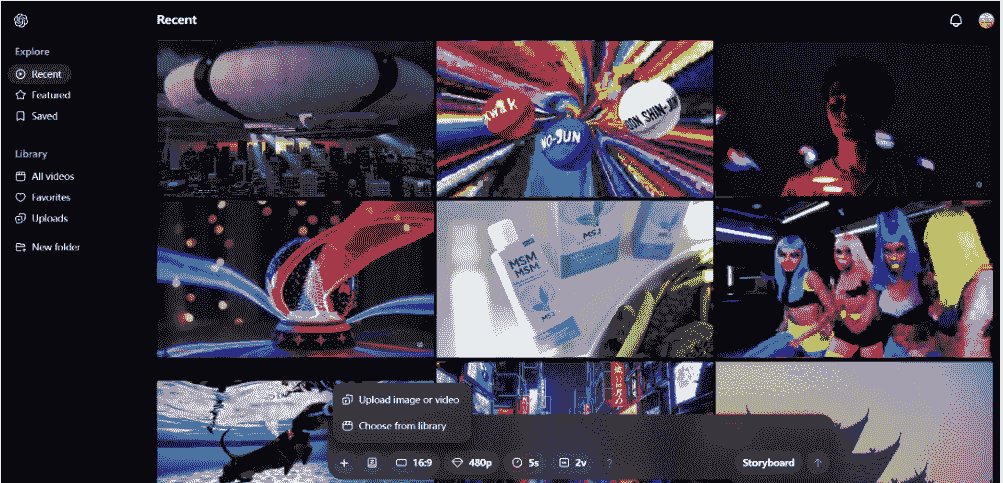 Recent
Explore
Recent
Featured
Saved
Library
All videos
Favorites
Uploads
New folder
NO-SUN
MSM
MSM
MSJ
MSJ
Upload image or video
Choose from library
16:9
480p
5s
2v
?
Storyboard